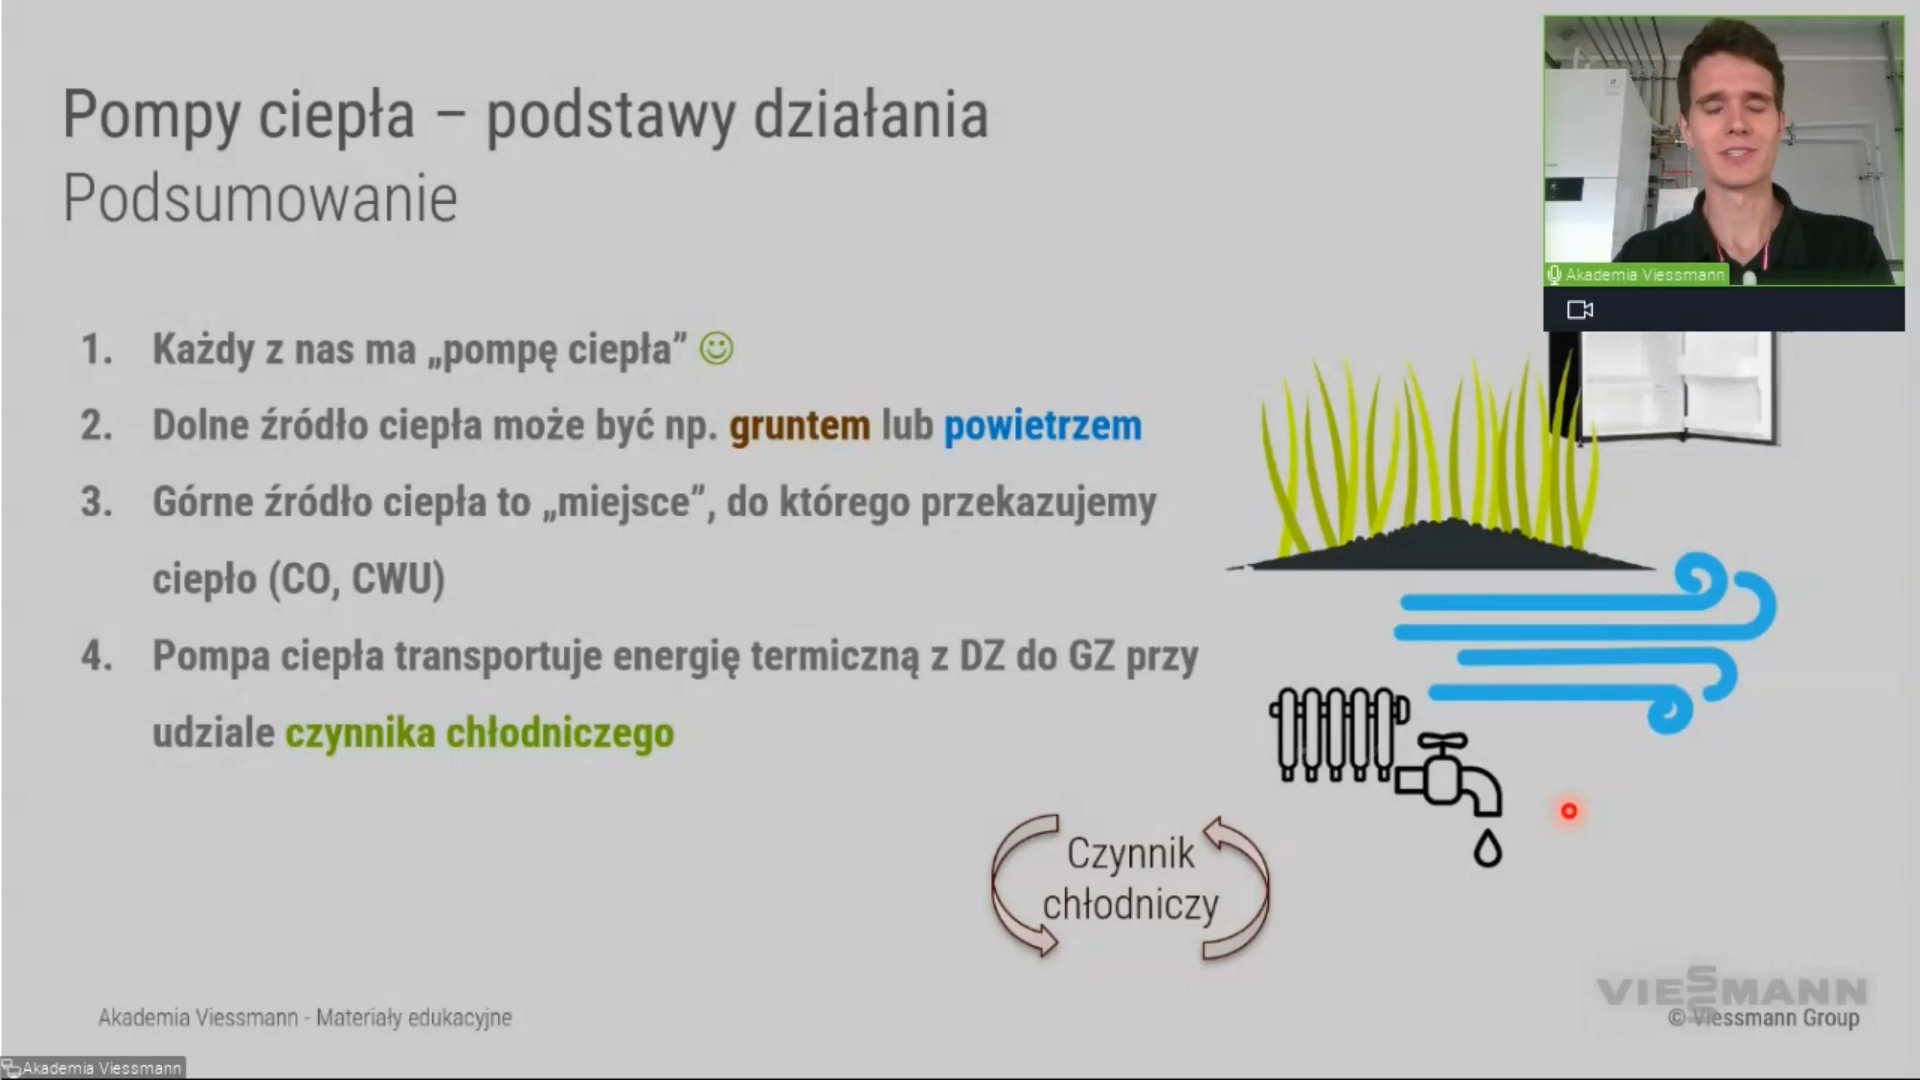 Pompy ciepła – podstawy działania
Podsumowanie
Akademia Viessmann
1. Każdy z nas ma „pompę ciepła” ☺
2. Dolne źródło ciepła może być np. gruntem lub powietrzem
3. Górne źródło ciepła to „miejsce”, do którego przekazujemy
ciepło (CO, CWU)
4. Pompa ciepła transportuje energię termiczną z DZ do GZ przy
udziale czynnika chłodniczego
Czynnik
chłodniczy
VIESSMANN
© Viessmann Group
Akademia Viessmann - Materiały edukacyjne
Akademia Viessmann